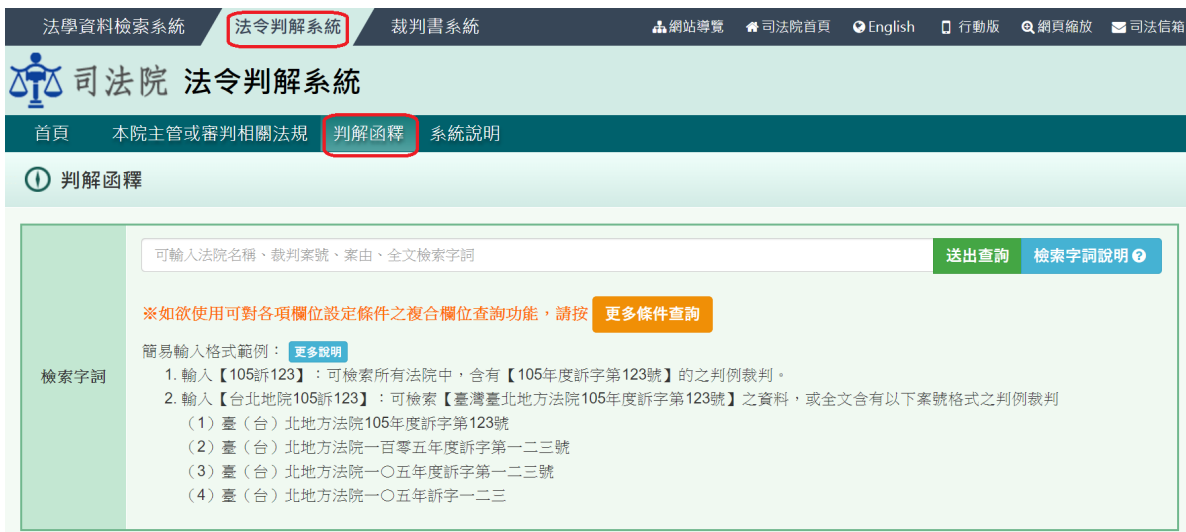 法學資料檢索系統 法令判解系統 裁判書系統 網站導覽 司法院首頁 English 行動版 網頁縮放 司法信箱
司法院 法令判解系統
首頁 本院主管或審判相關法規 判解函釋 系統說明
判解函釋
可輸入法院名稱、裁判案號、案由、全文檢索字詞 送出查詢 檢索字詞說明
※如欲使用可對各項欄位設定條件之複合欄位查詢功能，請按 更多條件查詢
簡易輸入格式範例： 更多說明
檢索字詞
1. 輸入【105訴123】：可檢索所有法院中，含有【105年度訴字第123號】的之判例裁判。
2. 輸入【台北地院105訴123】：可檢索【臺灣臺北地方法院105年度訴字第123號】之資料，或全文含有以下案號格式之判例裁判
（1）臺（台）北地方法院105年度訴字第123號
（2）臺（台）北地方法院一百零五年度訴字第一二三號
（3）臺（台）北地方法院一○五年度訴字第一二三號
（4）臺（台）北地方法院一○五年訴字一二三